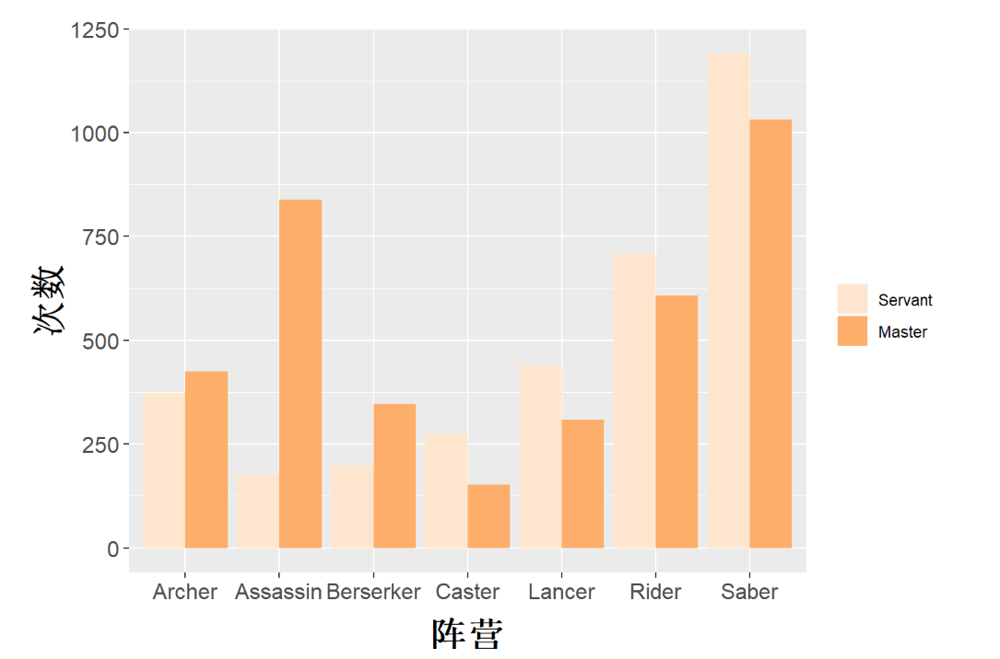 1250
1000
750
500
250
0
次数
Archer Assassin Berserker Caster Lancer Rider Saber
阵营
Servant
Master